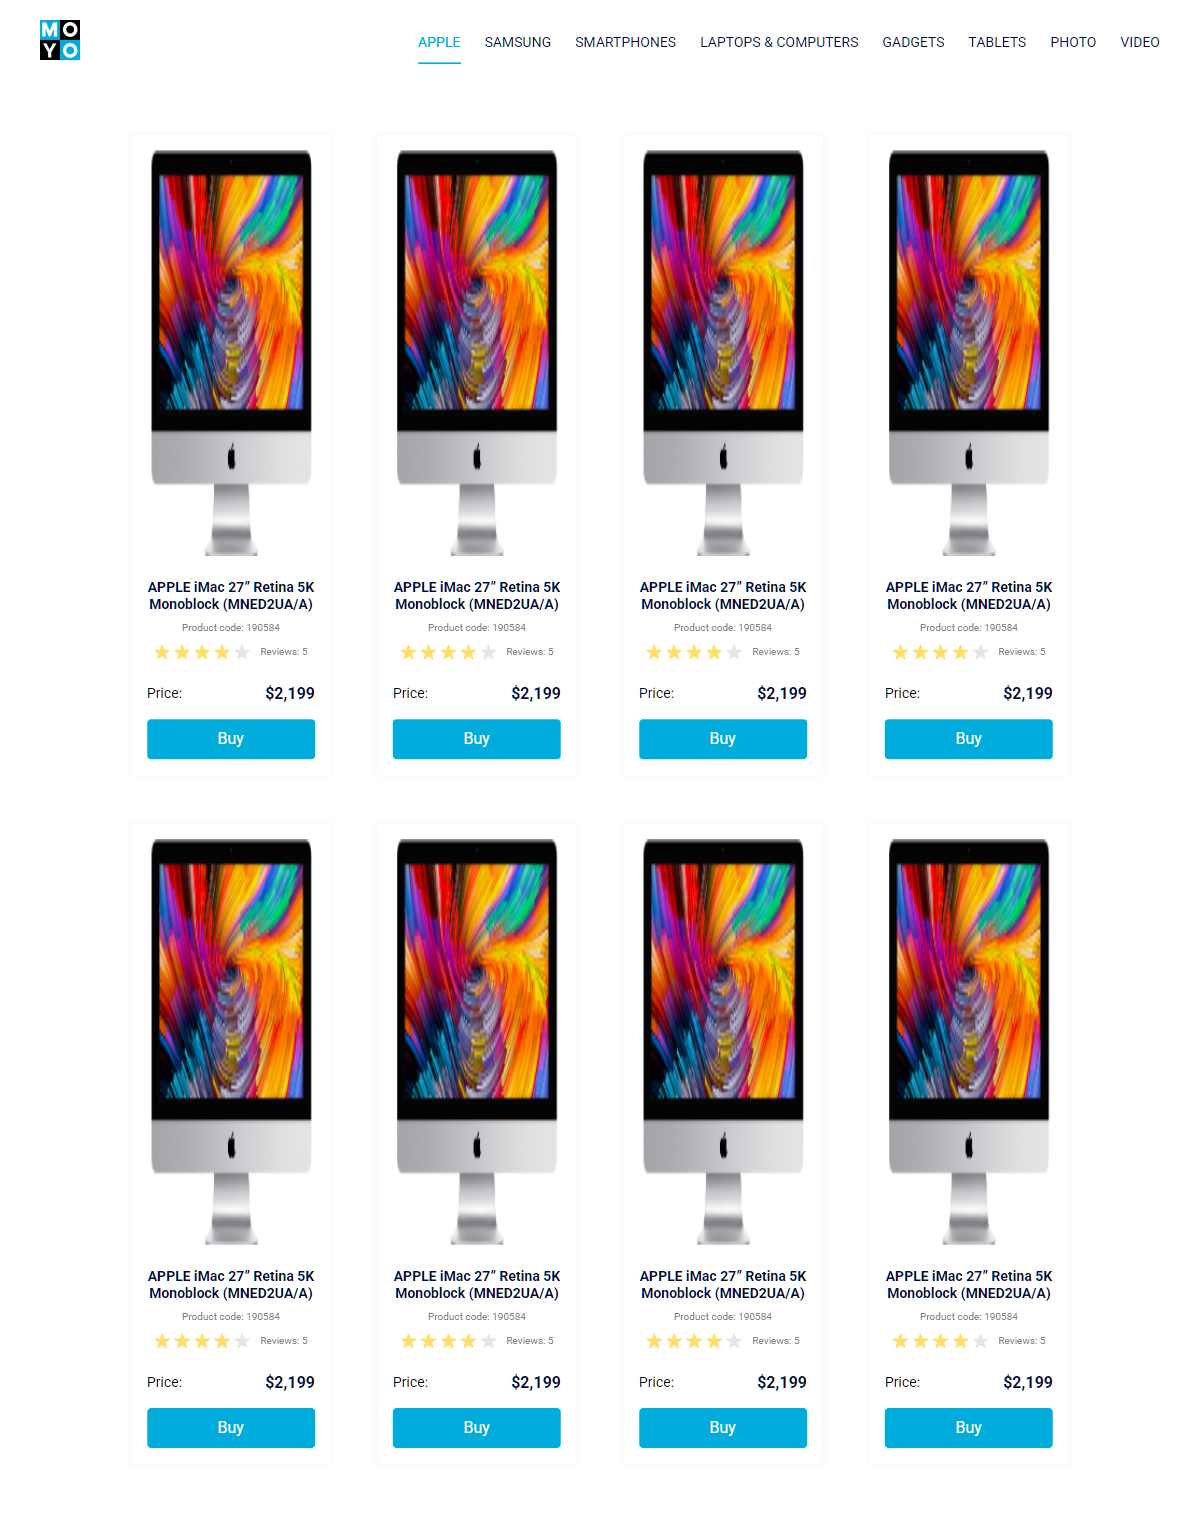 MO
YO
APPLE SAMSUNG SMARTPHONES LAPTOPS & COMPUTERS GADGETS TABLETS PHOTO VIDEO
APPLE iMac 27” Retina 5K
Monoblock (MNED2UA/A)
Product code: 190584
Reviews: 5
Price: $2,199
Buy
APPLE iMac 27” Retina 5K
Monoblock (MNED2UA/A)
Product code: 190584
Reviews: 5
Price: $2,199
Buy
APPLE iMac 27” Retina 5K
Monoblock (MNED2UA/A)
Product code: 190584
Reviews: 5
Price: $2,199
Buy
APPLE iMac 27” Retina 5K
Monoblock (MNED2UA/A)
Product code: 190584
Reviews: 5
Price: $2,199
Buy
APPLE iMac 27” Retina 5K
Monoblock (MNED2UA/A)
Product code: 190584
Reviews: 5
Price: $2,199
Buy
APPLE iMac 27” Retina 5K
Monoblock (MNED2UA/A)
Product code: 190584
Reviews: 5
Price: $2,199
Buy
APPLE iMac 27” Retina 5K
Monoblock (MNED2UA/A)
Product code: 190584
Reviews: 5
Price: $2,199
Buy
APPLE iMac 27” Retina 5K
Monoblock (MNED2UA/A)
Product code: 190584
Reviews: 5
Price: $2,199
Buy